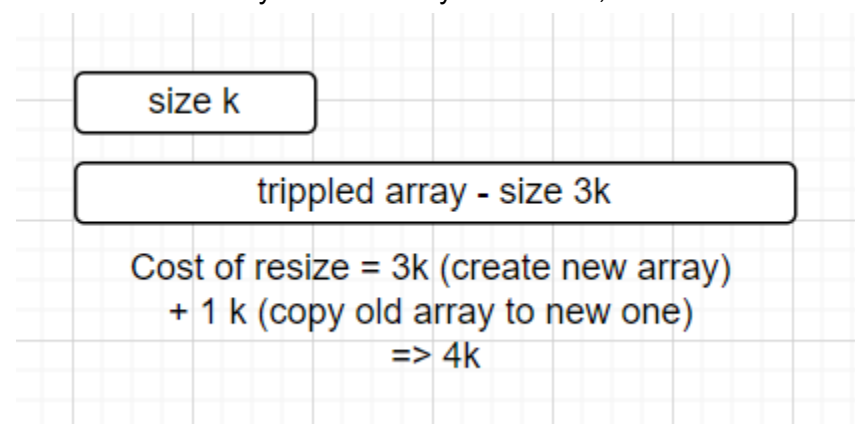 size k
trippled array - size 3k
Cost of resize = 3k (create new array)
+ 1 k (copy old array to new one)
=> 4k